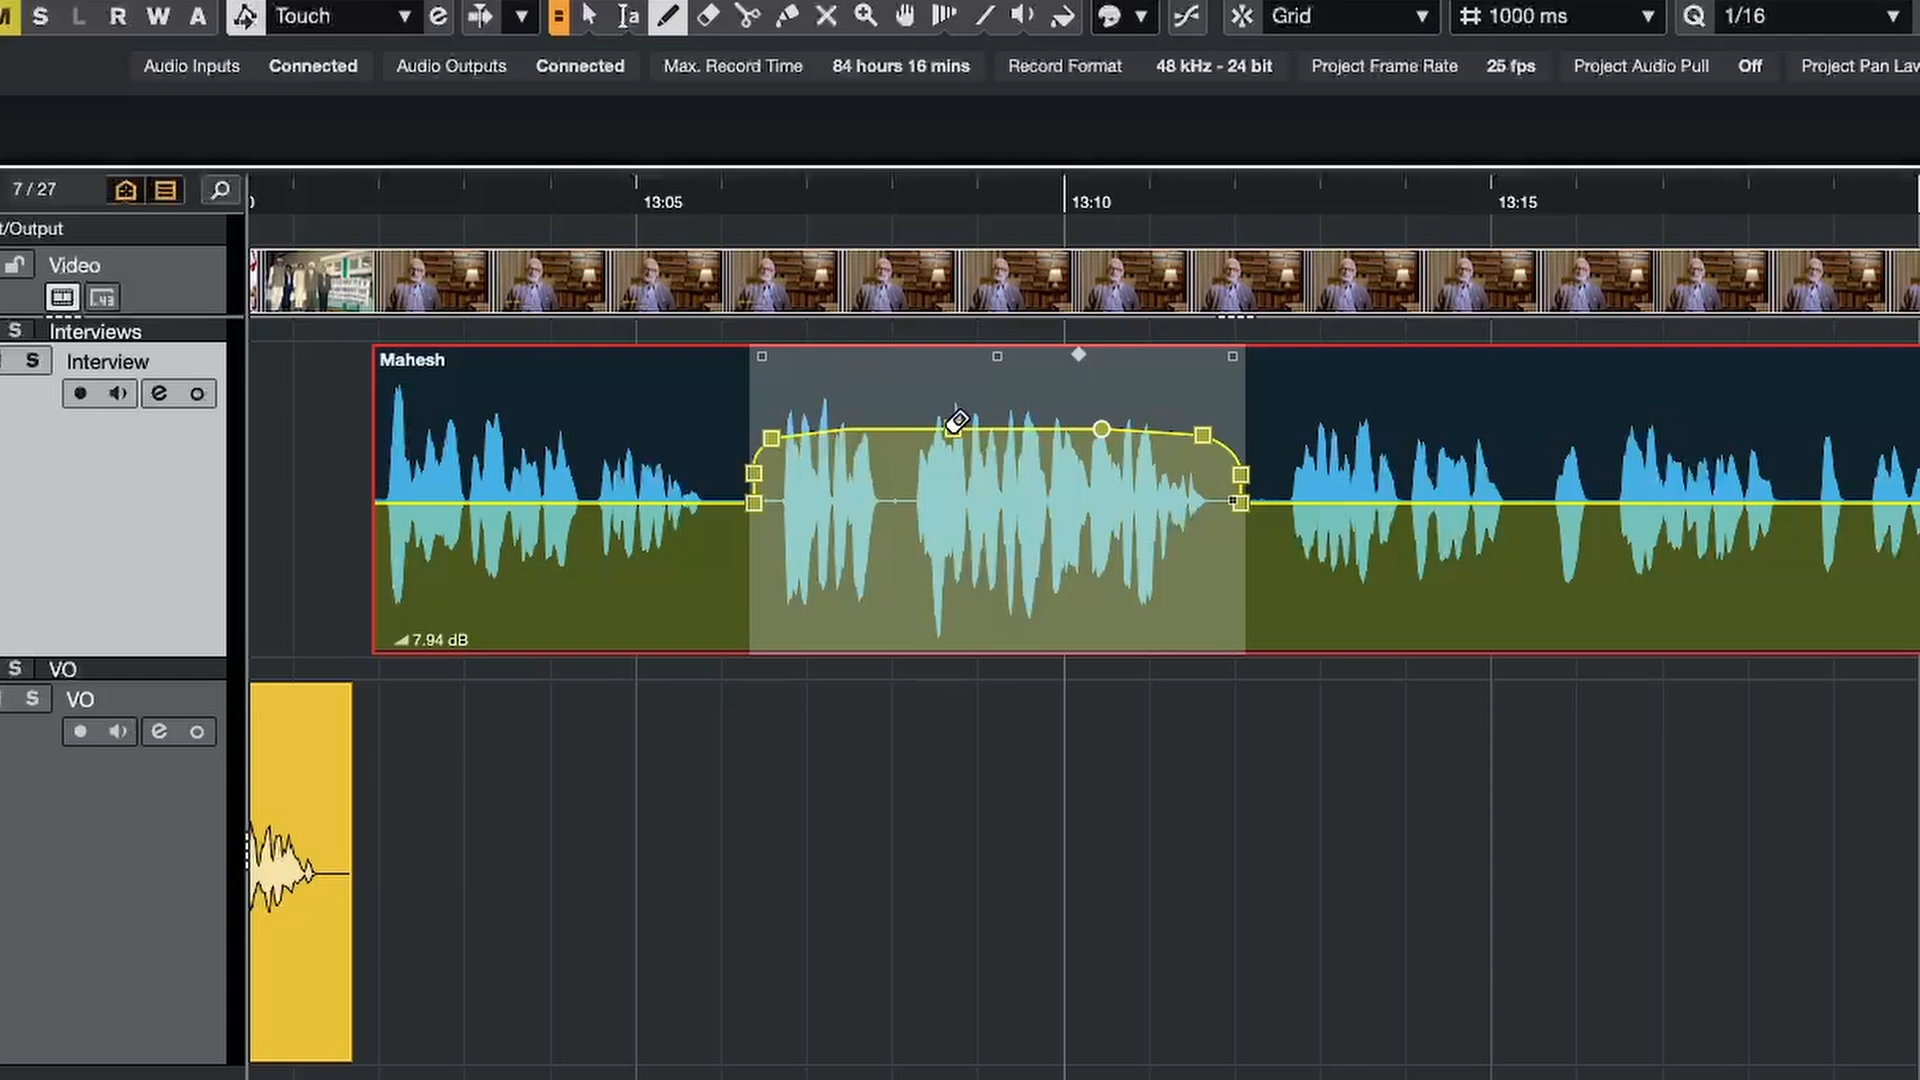 M S L R W A Touch e Grid 1000 ms Q 1/16
Audio Inputs Connected Audio Outputs Connected Max. Record Time 84 hours 16 mins Record Format 48 kHz - 24 bit Project Frame Rate 25 fps Project Audio Pull Off Project Pan Law
7 / 27
13:05 13:10 13:15
t/Output
Video
S Interviews
S Interview
e
Mahesh
7.94 dB
S VO
S VO
e